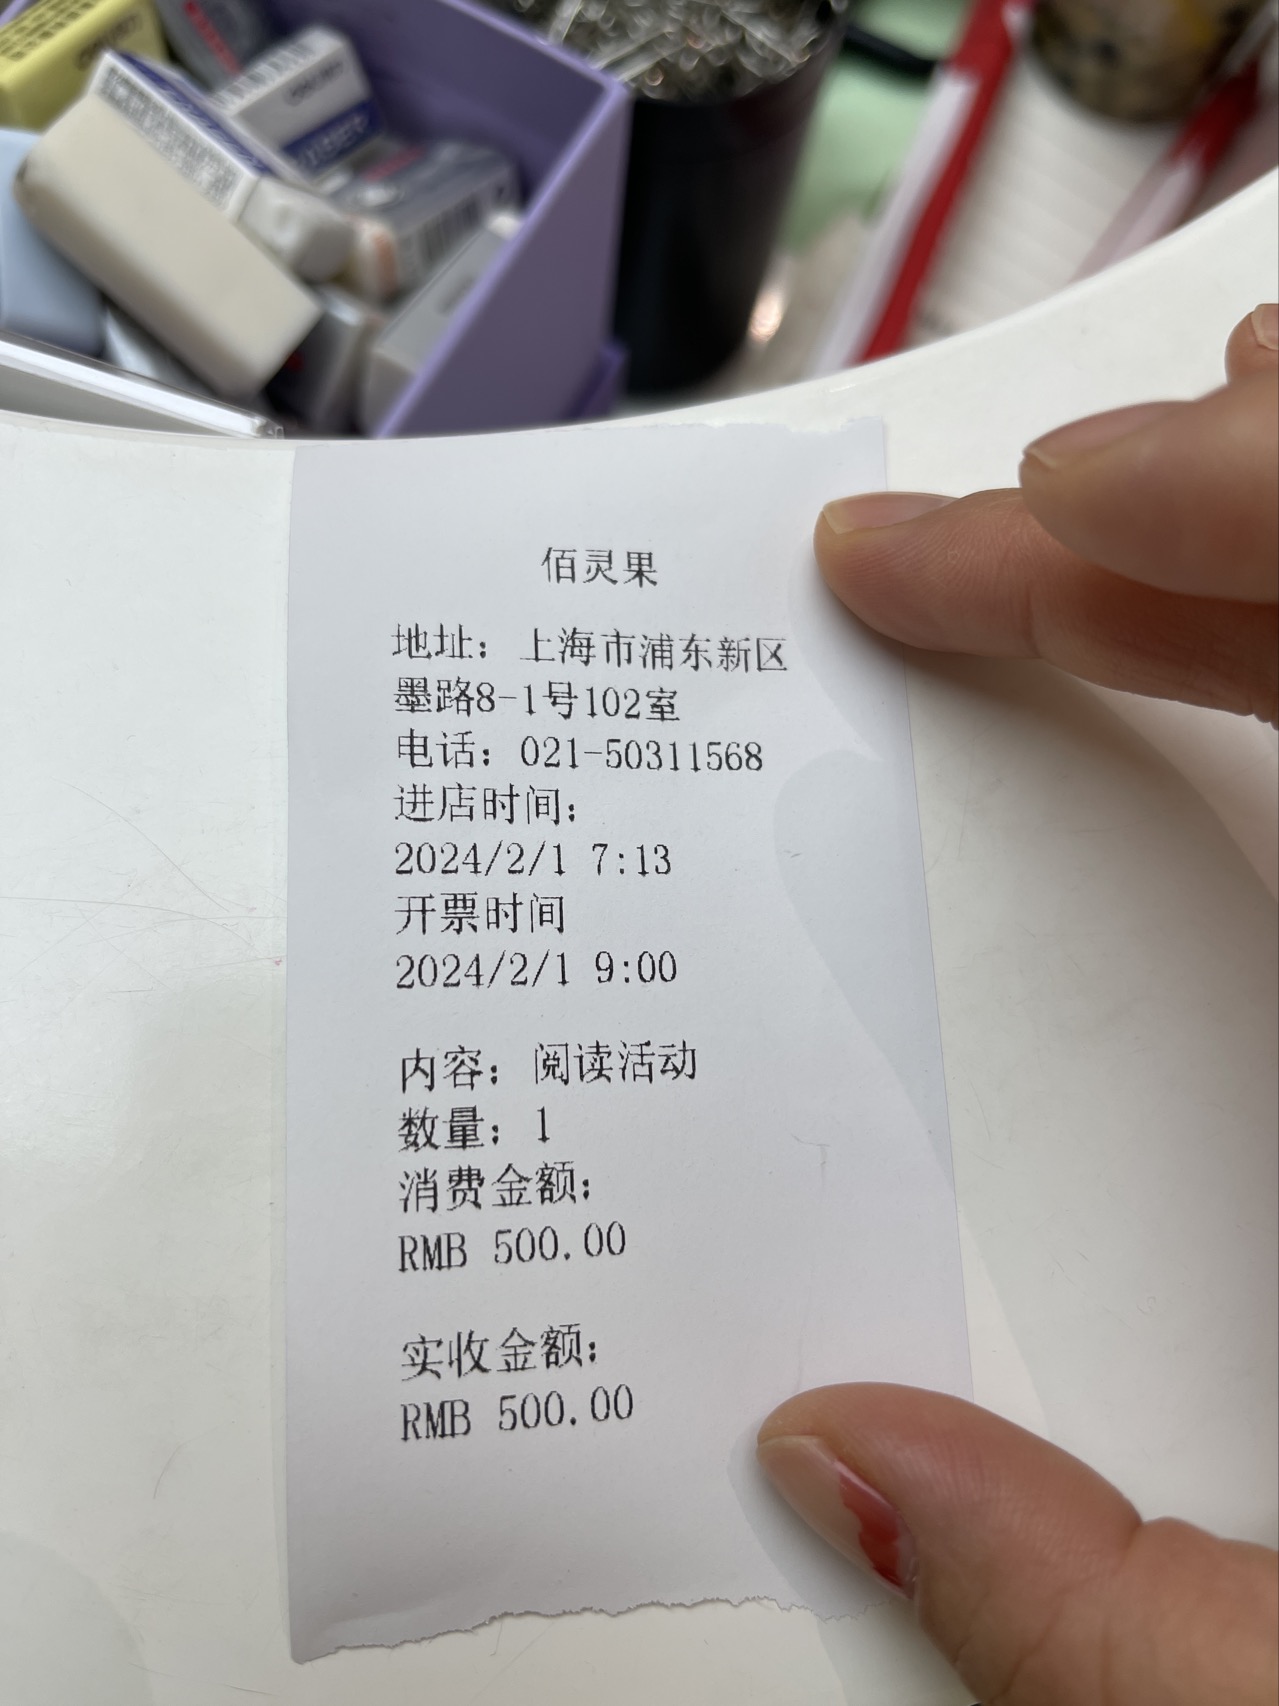 佰灵果
地址：上海市浦东新区
墨路8-1号102室
电话：021-50311568
进店时间：
2024/2/1 7:13
开票时间
2024/2/1 9:00
内容：阅读活动
数量：1
消费金额：
RMB 500.00
实收金额：
RMB 500.00